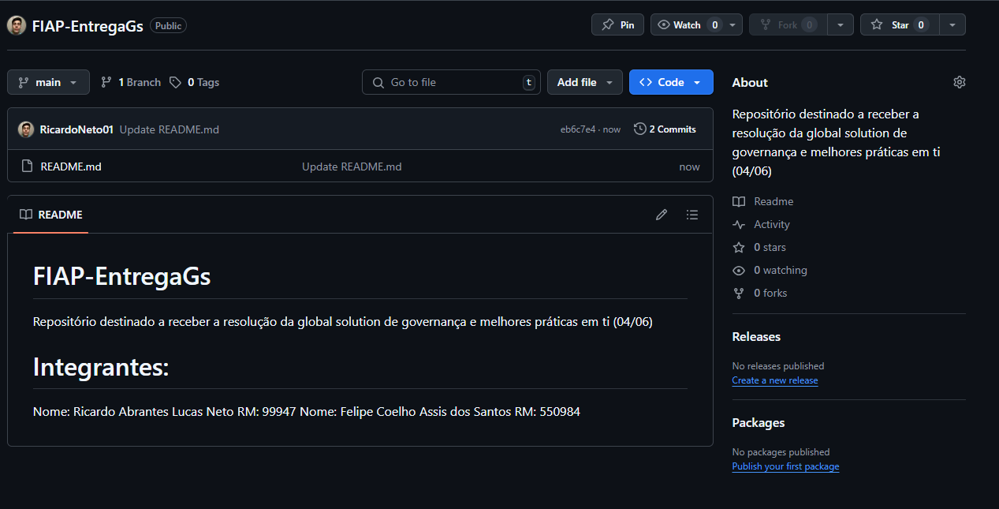 FIAP-EntregaGs Public Pin Watch 0 Fork 0 Star 0
main 1 Branch 0 Tags Go to file t Add file Code
RicardoNeto01 Update README.md eb6c7e4 · now 2 Commits
README.md Update README.md now
README
FIAP-EntregaGs
Repositório destinado a receber a resolução da global solution de governança e melhores práticas em ti (04/06)
Integrantes:
Nome: Ricardo Abrantes Lucas Neto RM: 99947 Nome: Felipe Coelho Assis dos Santos RM: 550984
About
Repositório destinado a receber a
resolução da global solution de
governança e melhores práticas em ti
(04/06)
Readme
Activity
0 stars
0 watching
0 forks
Releases
No releases published
Create a new release
Packages
No packages published
Publish your first package